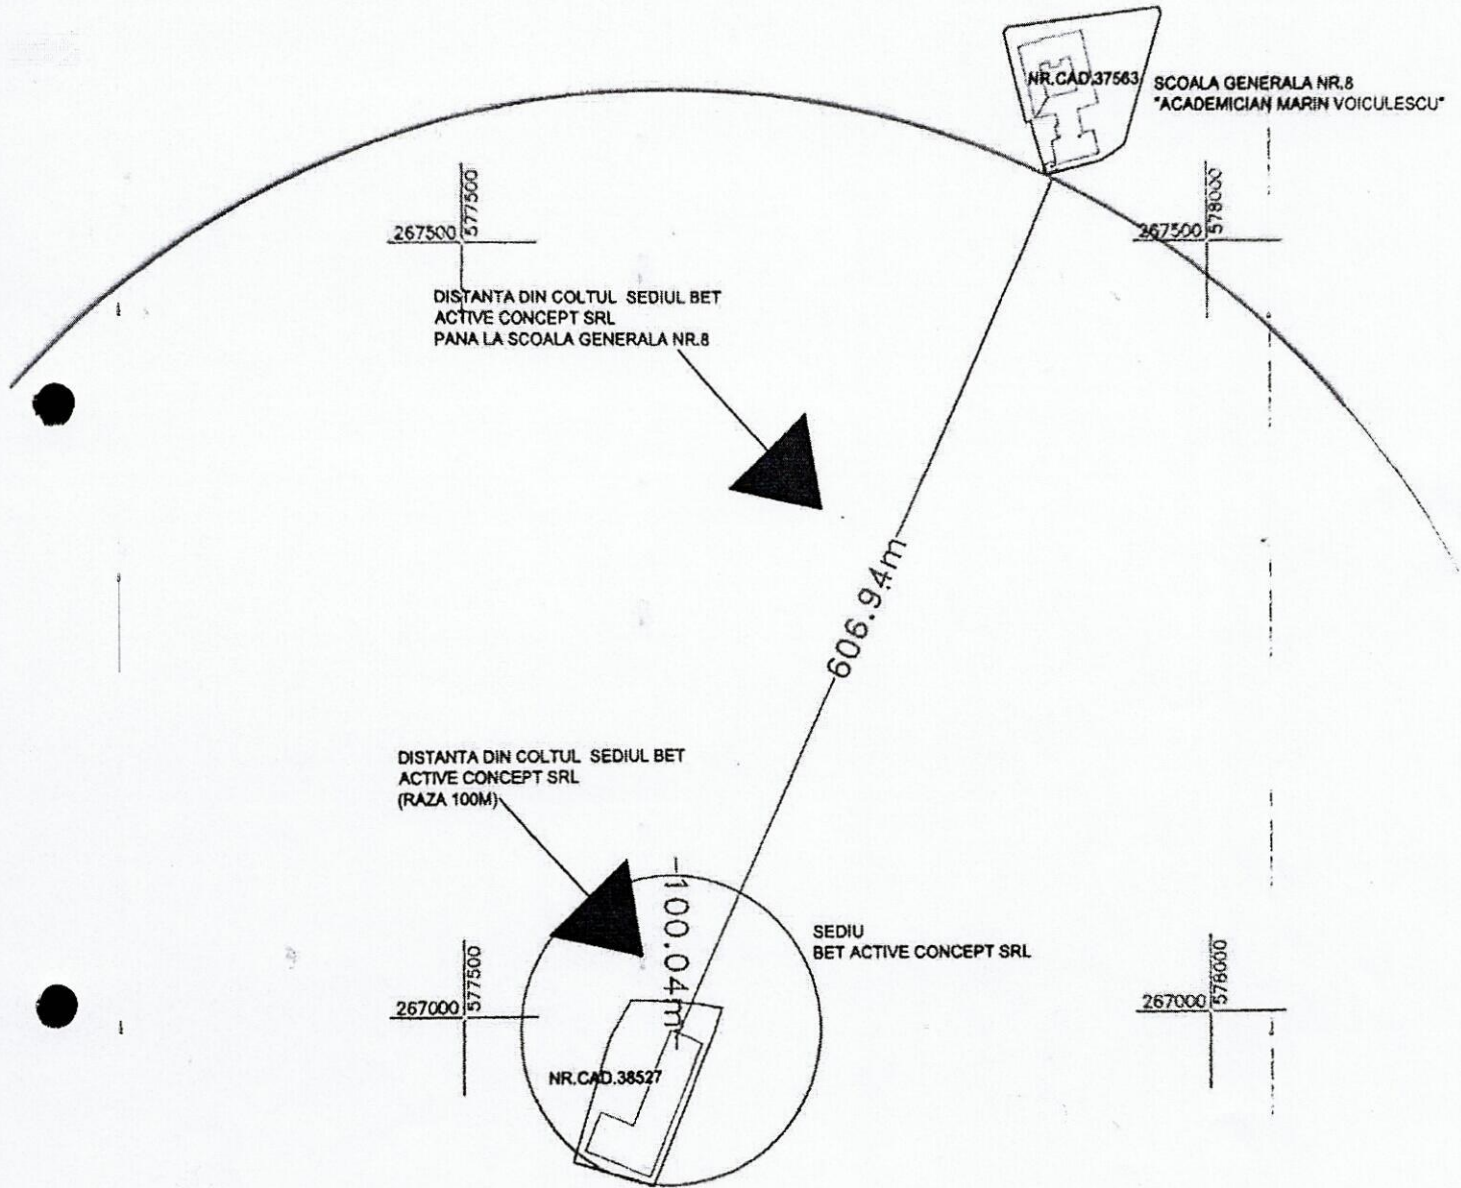 NR.CAD.37563
SCOALA GENERALA NR.8
"ACADEMICIAN MARIN VOICULESCU"
267500
577500
267500
578000
DISTANTA DIN COLTUL SEDIUL BET
ACTIVE CONCEPT SRL
PANA LA SCOALA GENERALA NR.8
606.94m
DISTANTA DIN COLTUL SEDIUL BET
ACTIVE CONCEPT SRL
(RAZA 100M)
100.04m
SEDIU
BET ACTIVE CONCEPT SRL
267000
577500
267000
578000
NR.CAD.38527